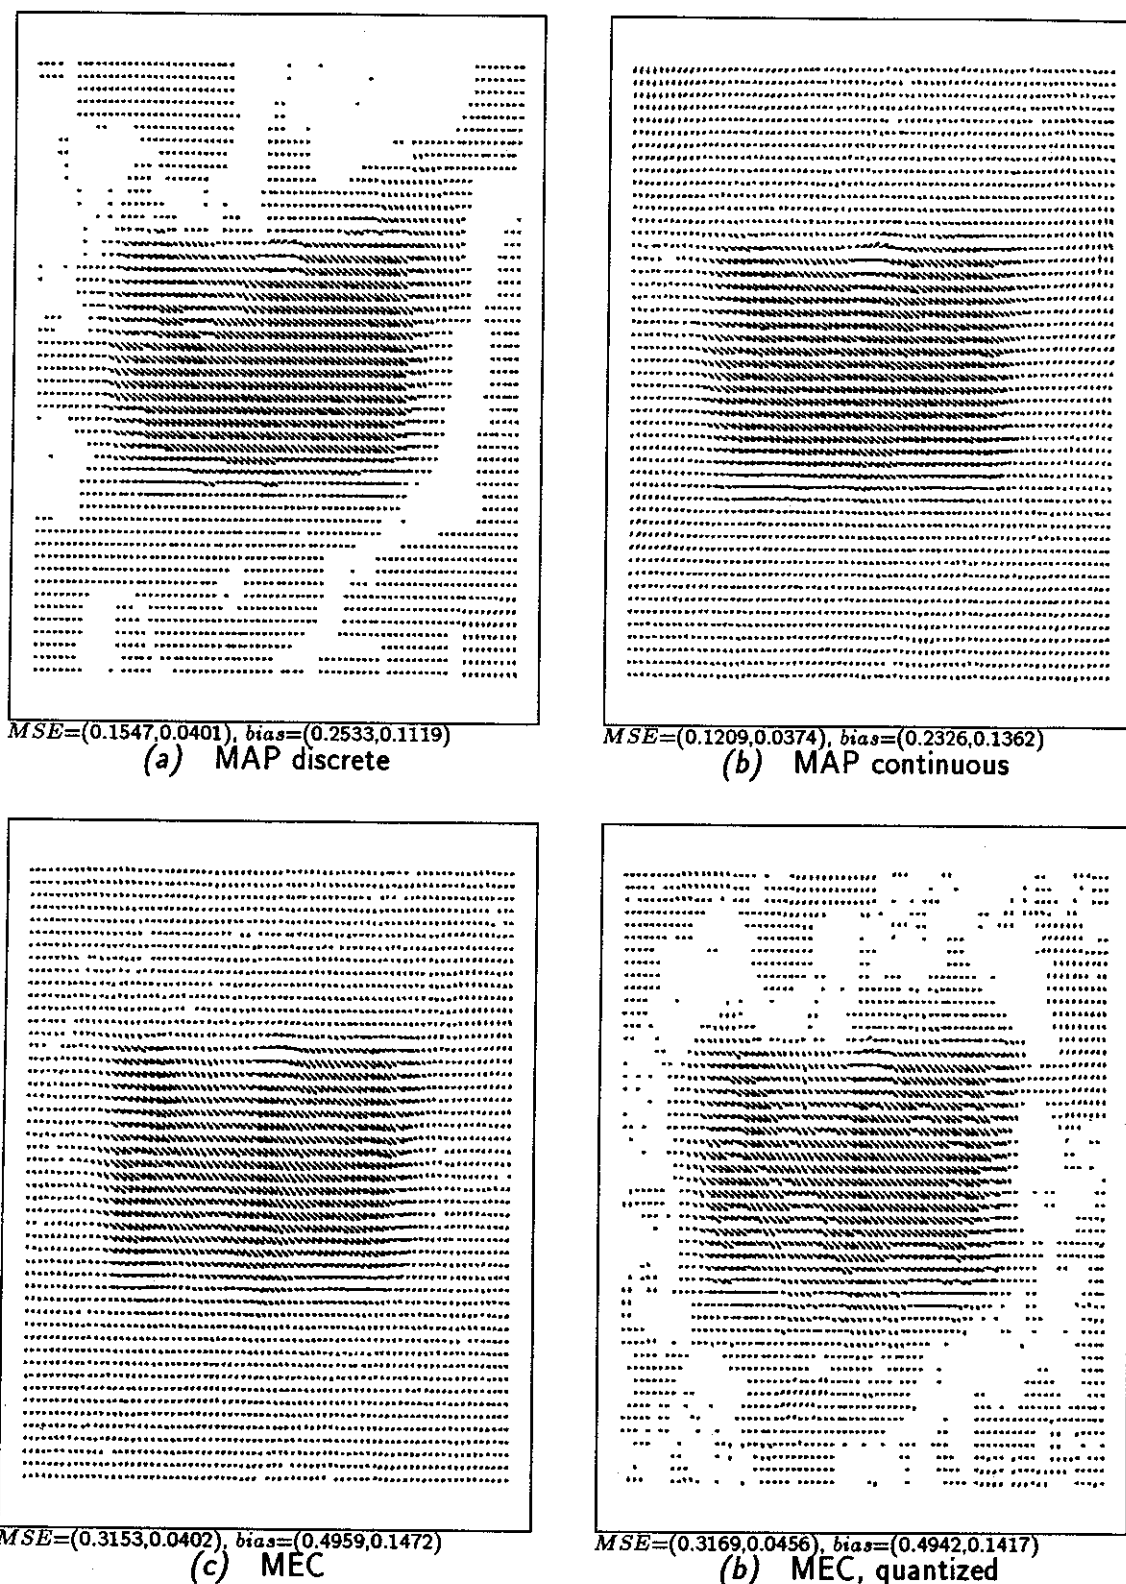 MSE=(0.1547,0.0401), bias=(0.2533,0.1119)
(a) MAP discrete
MSE=(0.1209,0.0374), bias=(0.2326,0.1362)
(b) MAP continuous
MSE=(0.3153,0.0402), bias=(0.4959,0.1472)
(c) MEC
MSE=(0.3169,0.0456), bias=(0.4942,0.1417)
(b) MEC, quantized